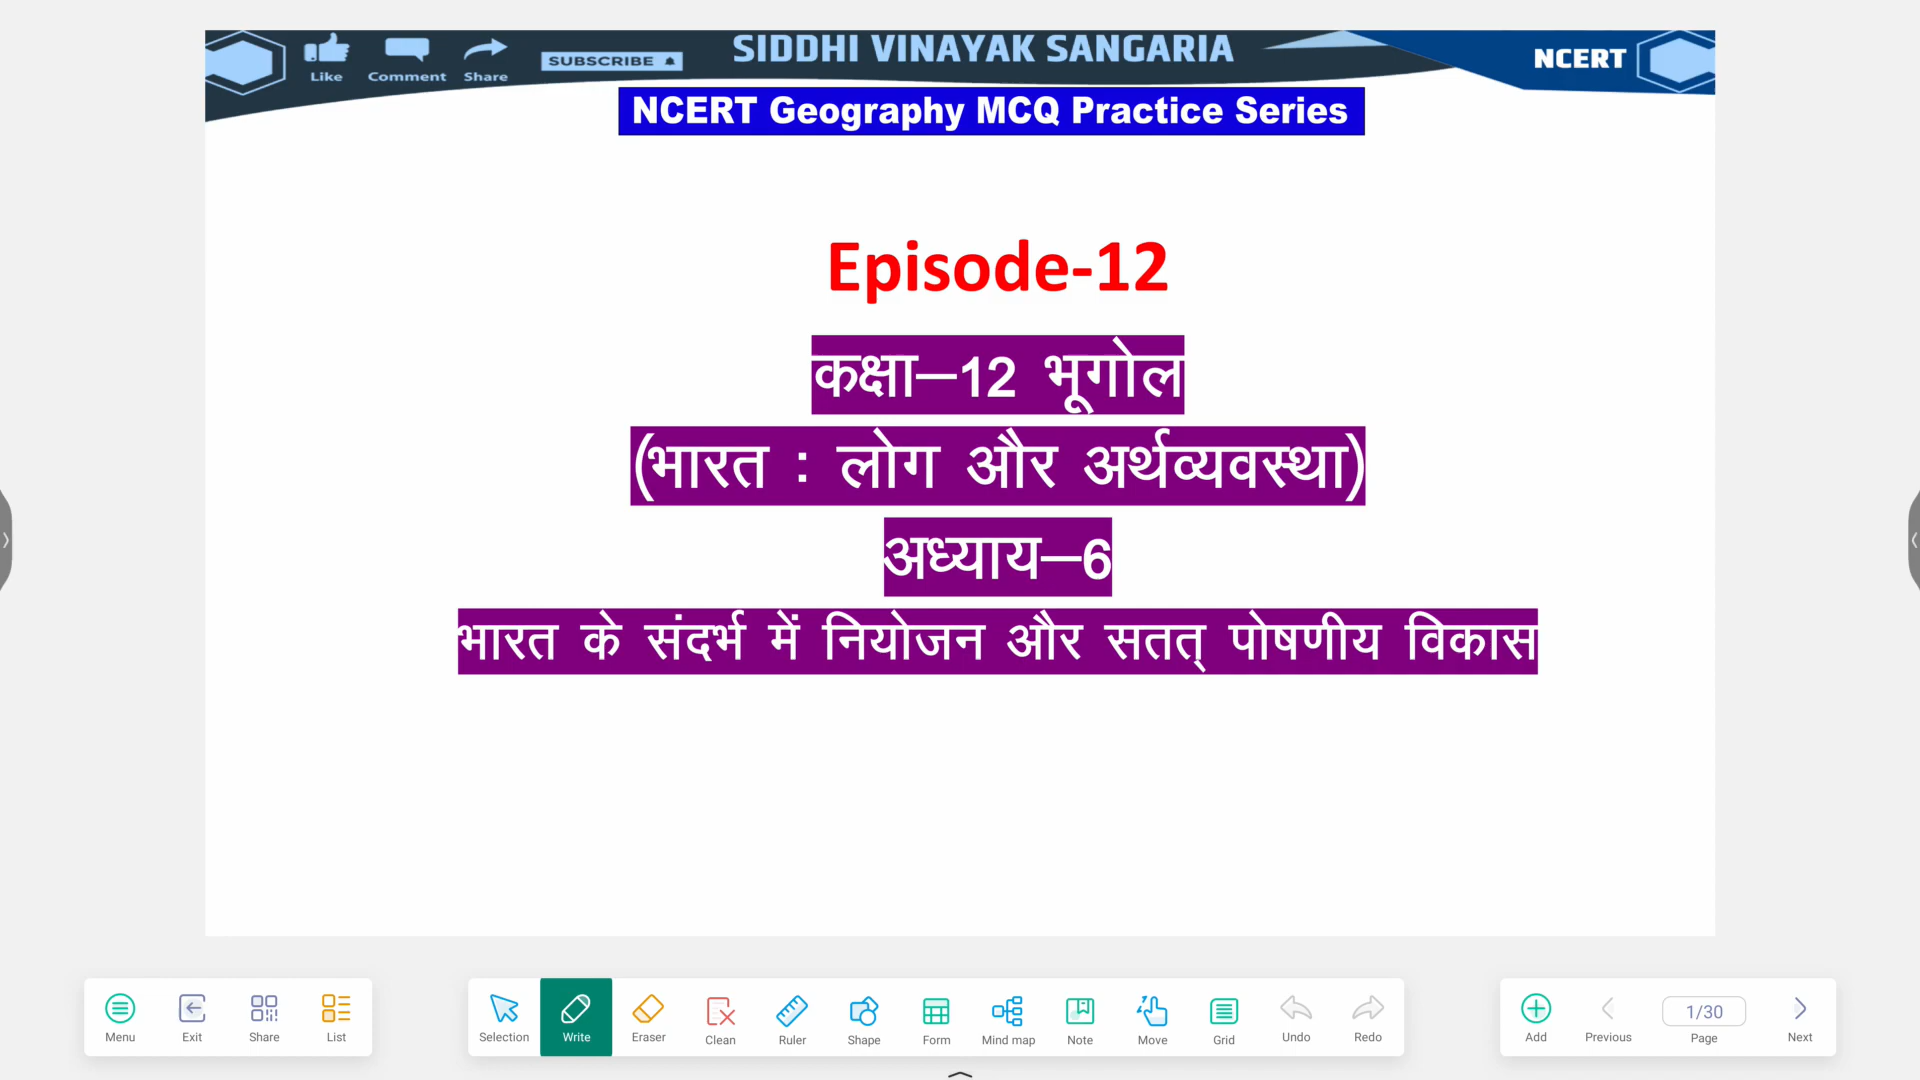 SIDDHI VINAYAK SANGARIA
Like Comment Share SUBSCRIBE
NCERT
NCERT Geography MCQ Practice Series
Episode-12
कक्षा–12 भूगोल
(भारत : लोग और अर्थव्यवस्था)
अध्याय–6
भारत के संदर्भ में नियोजन और सतत् पोषणीय विकास
Menu Exit Share List
Selection Write Eraser Clean Ruler Shape Form Mind map Note Move Grid Undo Redo
1/30
Add Previous Page Next